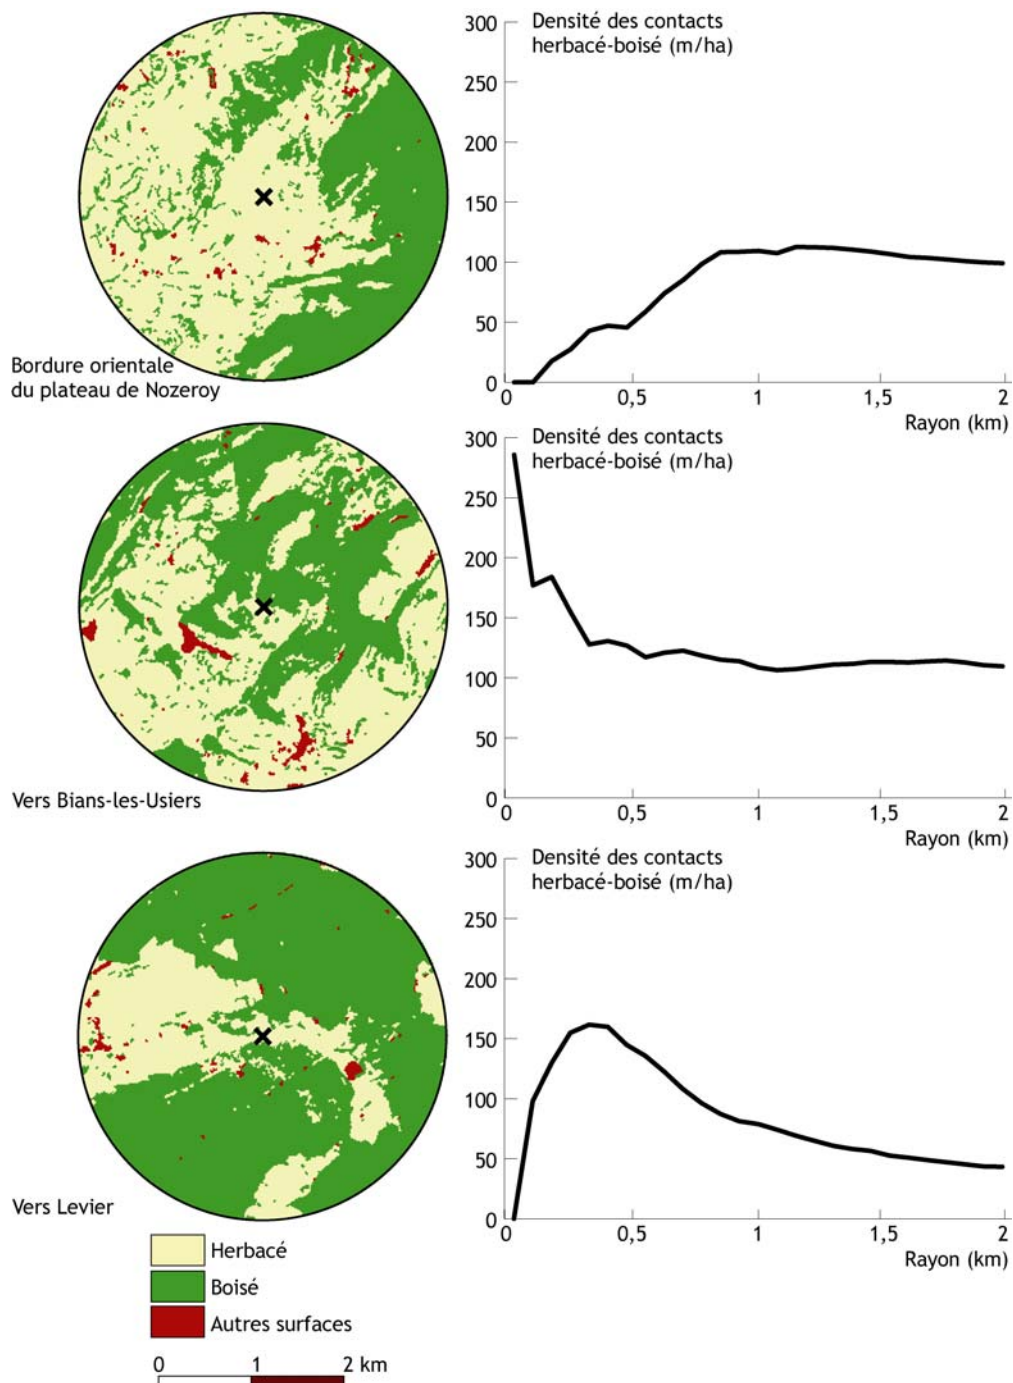 Densité des contacts
herbacé-boisé (m/ha)
300
250
200
150
100
50
0
0 0,5 1 1,5 2
Rayon (km)
Bordure orientale
du plateau de Nozeroy
Densité des contacts
herbacé-boisé (m/ha)
300
250
200
150
100
50
0
0 0,5 1 1,5 2
Rayon (km)
Vers Bians-les-Usiers
Densité des contacts
herbacé-boisé (m/ha)
300
250
200
150
100
50
0
0 0,5 1 1,5 2
Rayon (km)
Vers Levier
Herbacé
Boisé
Autres surfaces
0 1 2 km